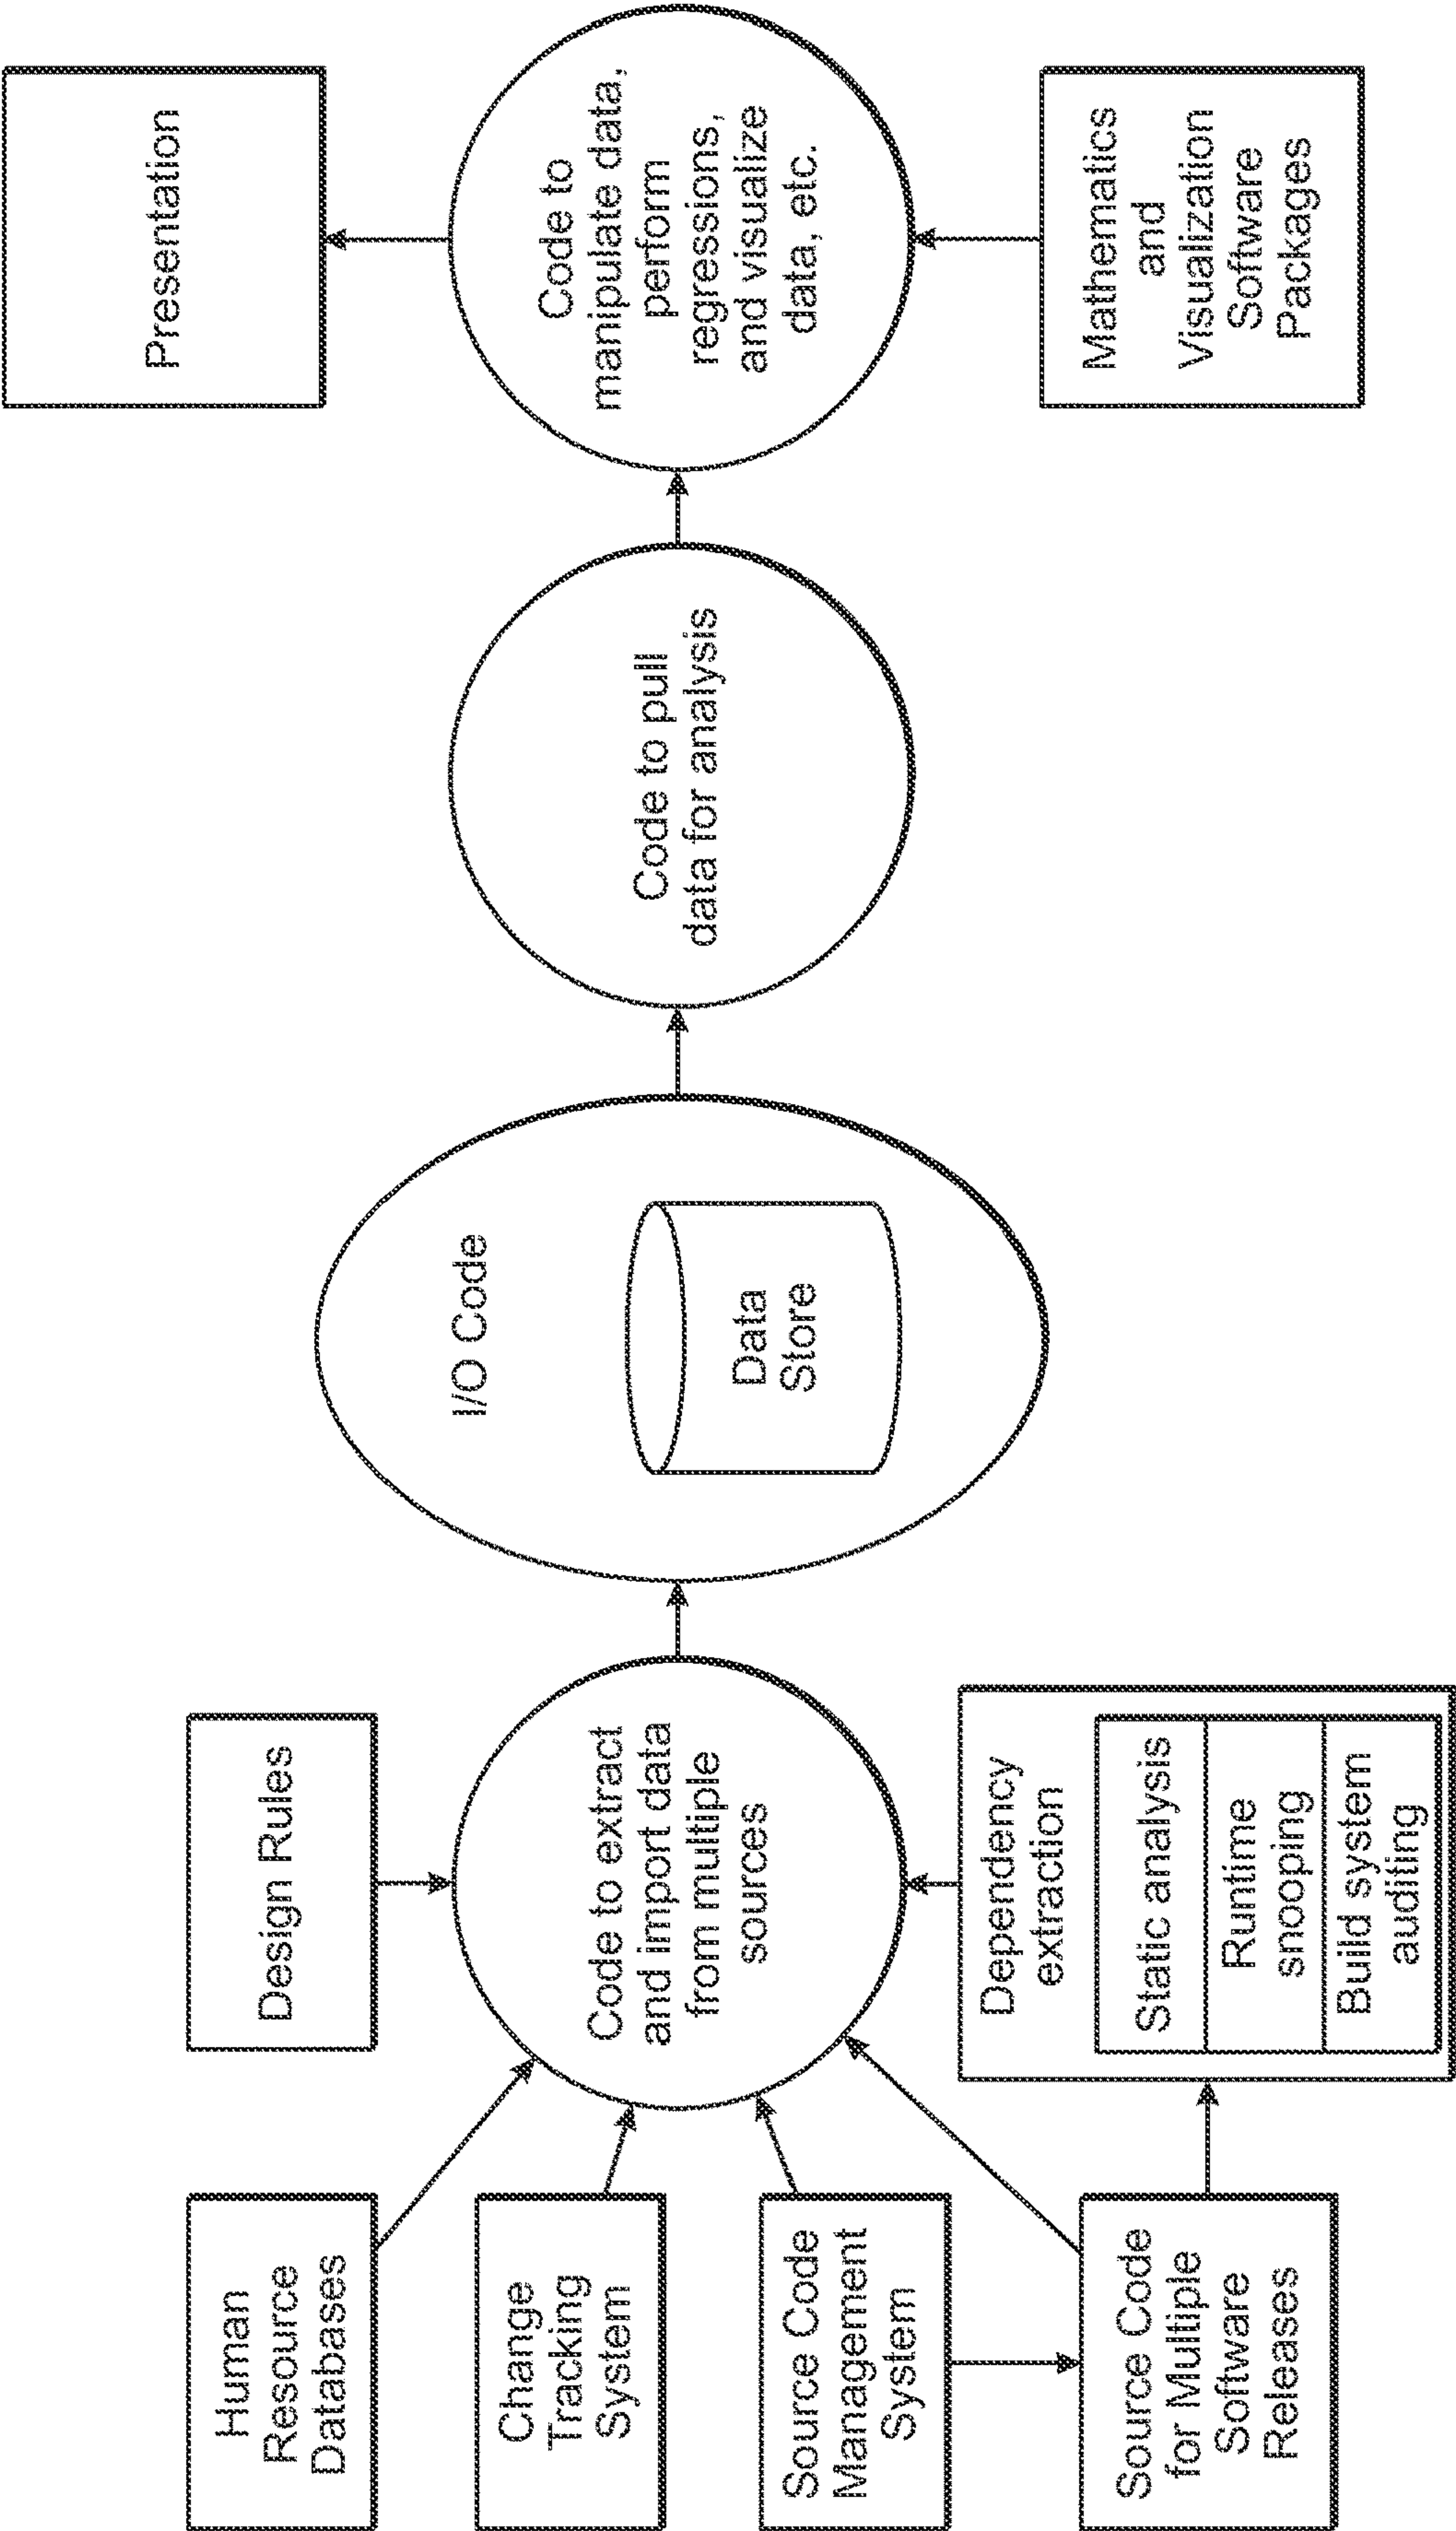 Human
Resource
Databases
Change
Tracking
System
Source Code
Management
System
Source Code
for Multiple
Software
Releases
Design Rules
Code to extract
and import data
from multiple
sources
Dependency
extraction
Static analysis
Runtime
snooping
Build system
auditing
I/O Code
Data
Store
Code to pull
data for analysis
Presentation
Code to
manipulate data,
perform
regressions,
and visualize
data, etc.
Mathematics
and
Visualization
Software
Packages